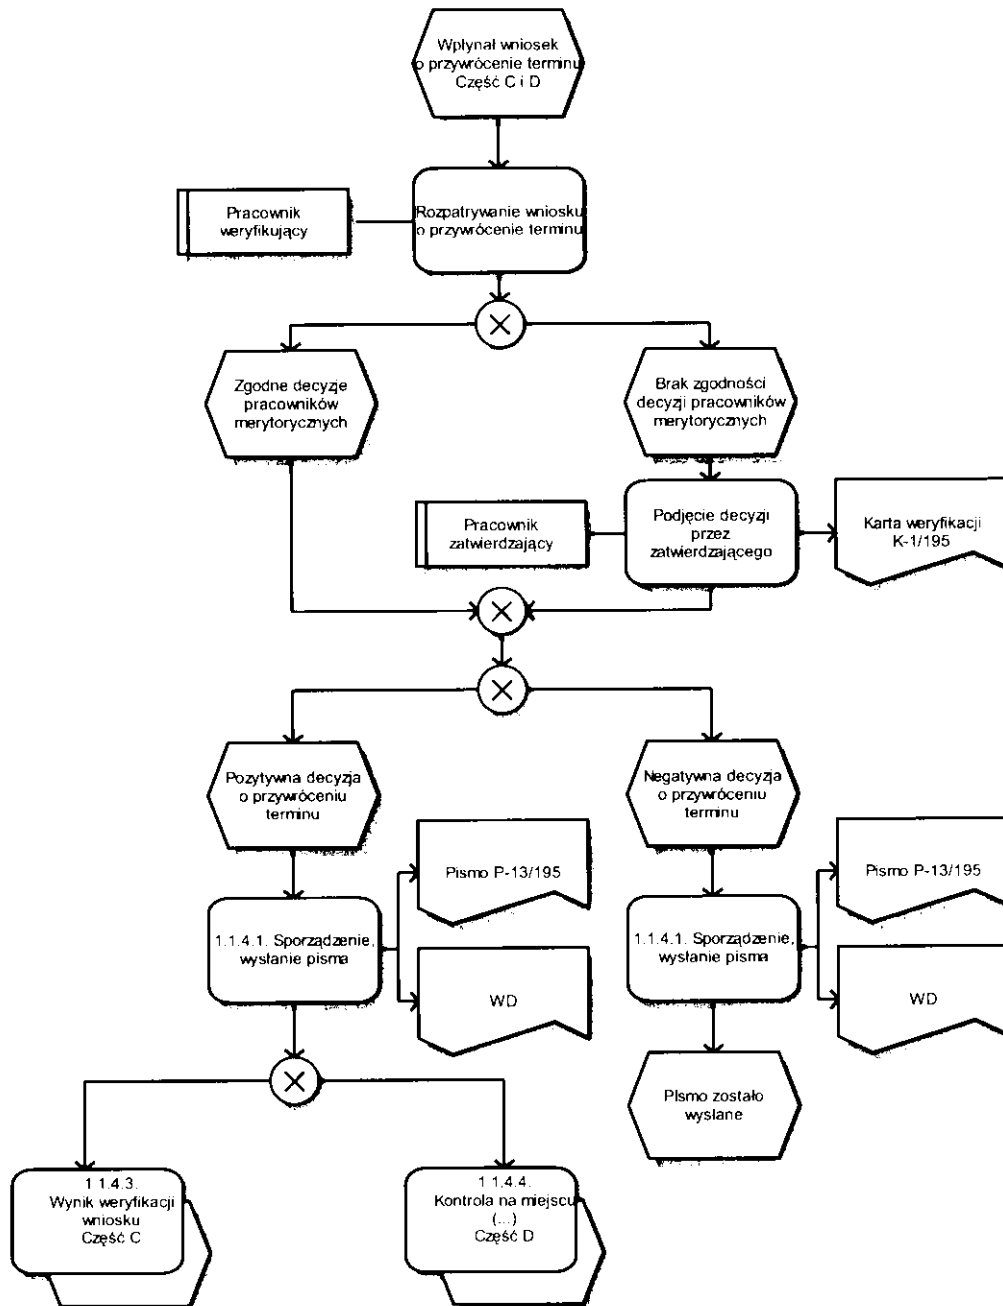 Wpłynał wniosek
o przywrócenie terminu
Część C i D
Pracownik
weryfikujący
Rozpatrywanie wniosku
o przywrócenie terminu
Zgodne decyzje
pracowników
merytorycznych
Brak zgodności
decyzji pracowników
merytorycznych
Pracownik
zatwierdzający
Podjęcie decyzji
przez
zatwierdzającego
Karta weryfikacji
K-1/195
Pozytywna decyzja
o przywróceniu
terminu
Negatywna decyzja
o przywróceniu
terminu
Pismo P-13/195
Pismo P-13/195
1.1.4.1. Sporządzenie,
wysłanie pisma
1.1.4.1. Sporządzenie,
wysłanie pisma
WD
WD
PIsmo zostało
wysłane
1 1.4.3.
Wynik weryfikacji
wniosku
Część C
1 1.4.4.
Kontrola na miejscu
(...)
Część D